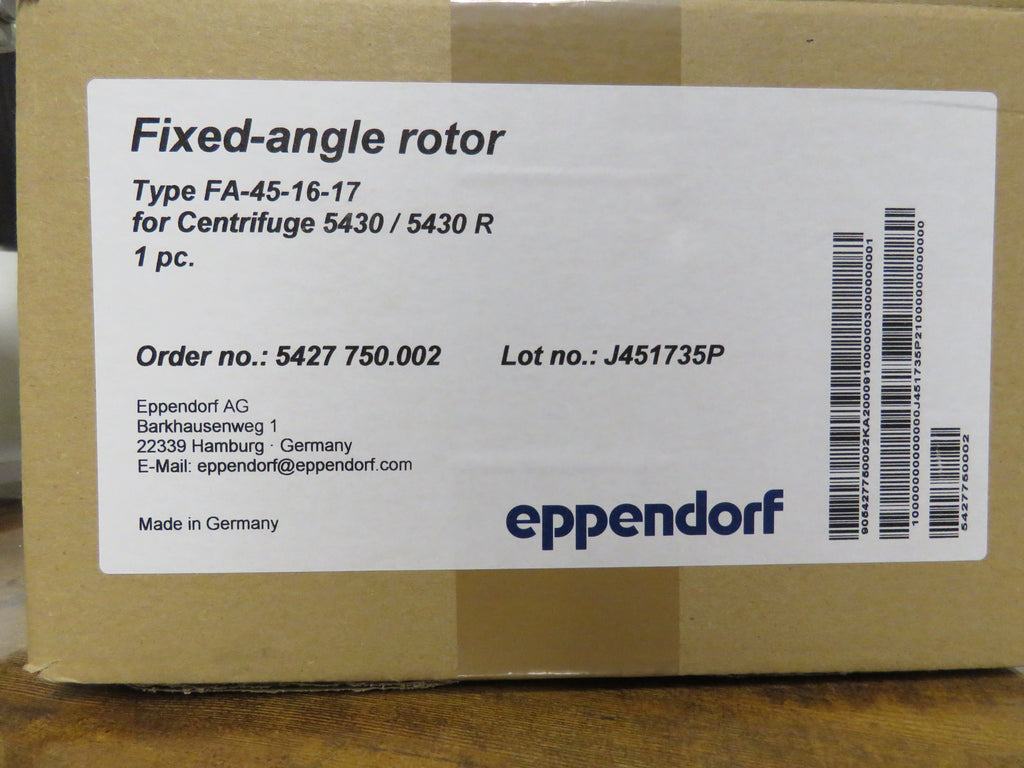 Fixed-angle rotor
Type FA-45-16-17
for Centrifuge 5430 / 5430 R
1 pc.
Order no.: 5427 750.002 Lot no.: J451735P
Eppendorf AG
Barkhausenweg 1
22339 Hamburg · Germany
E-Mail: eppendorf@eppendorf.com
Made in Germany
eppendorf
5427750002